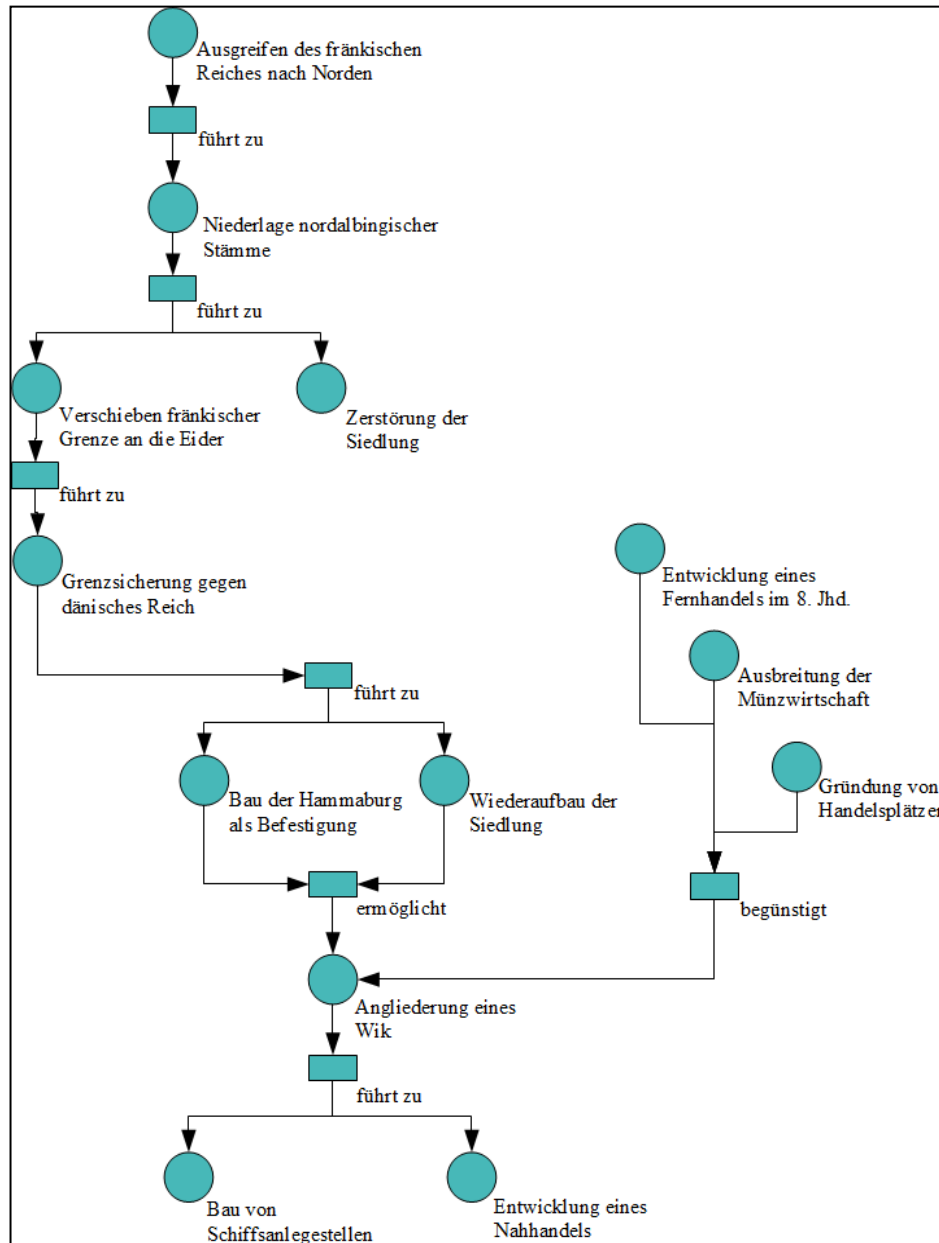 Ausgreifen des fränkischen
Reiches nach Norden
führt zu
Niederlage nordalbingischer
Stämme
führt zu
Verschieben fränkischer
Grenze an die Eider
Zerstörung der
Siedlung
führt zu
Grenzsicherung gegen
dänisches Reich
Entwicklung eines
Fernhandels im 8. Jhd.
führt zu
Ausbreitung der
Münzwirtschaft
Bau der Hammaburg
als Befestigung
Wiederaufbau der
Siedlung
Gründung von
Handelsplätzen
ermöglicht
begünstigt
Angliederung eines
Wik
führt zu
Bau von
Schiffsanlegestellen
Entwicklung eines
Nahhandels